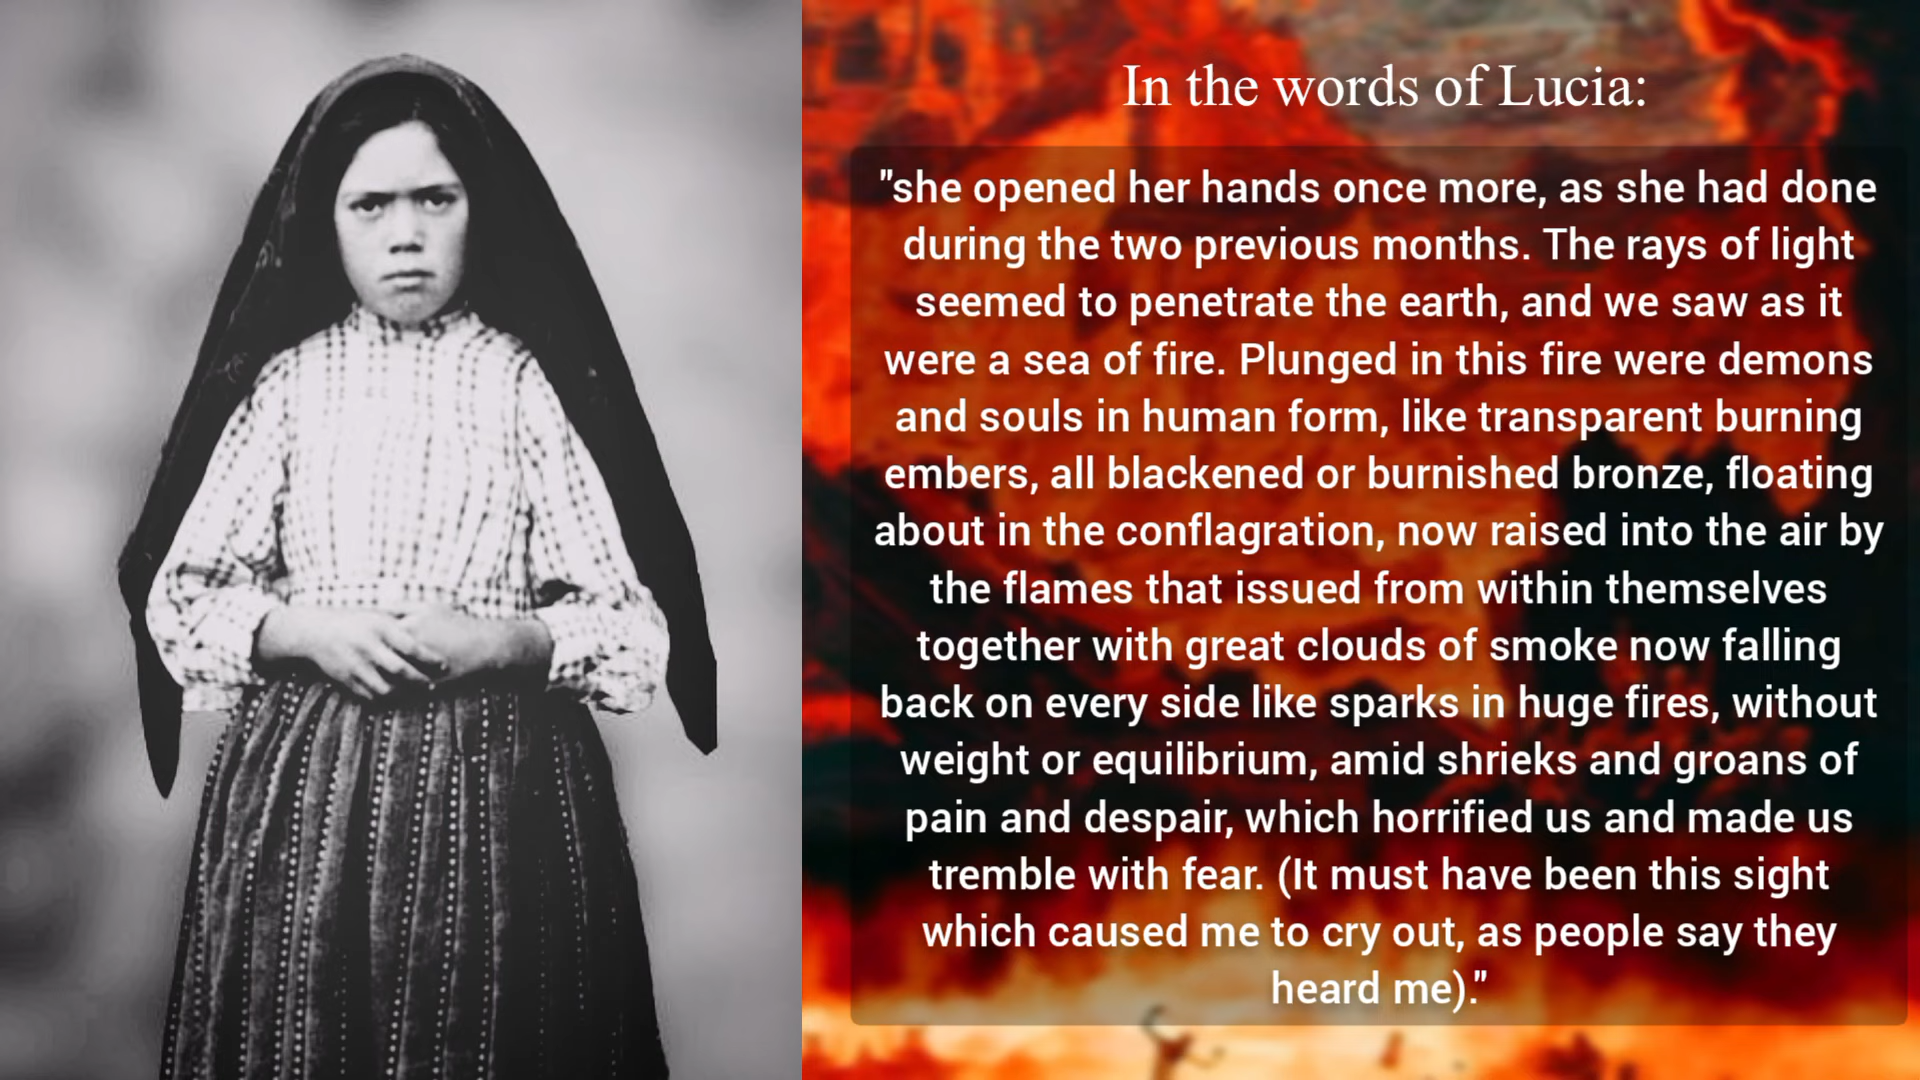 In the words of Lucia:
"she opened her hands once more, as she had done
during the two previous months. The rays of light
seemed to penetrate the earth, and we saw as it
were a sea of fire. Plunged in this fire were demons
and souls in human form, like transparent burning
embers, all blackened or burnished bronze, floating
about in the conflagration, now raised into the air by
the flames that issued from within themselves
together with great clouds of smoke now falling
back on every side like sparks in huge fires, without
weight or equilibrium, amid shrieks and groans of
pain and despair, which horrified us and made us
tremble with fear. (It must have been this sight
which caused me to cry out, as people say they
heard me)."